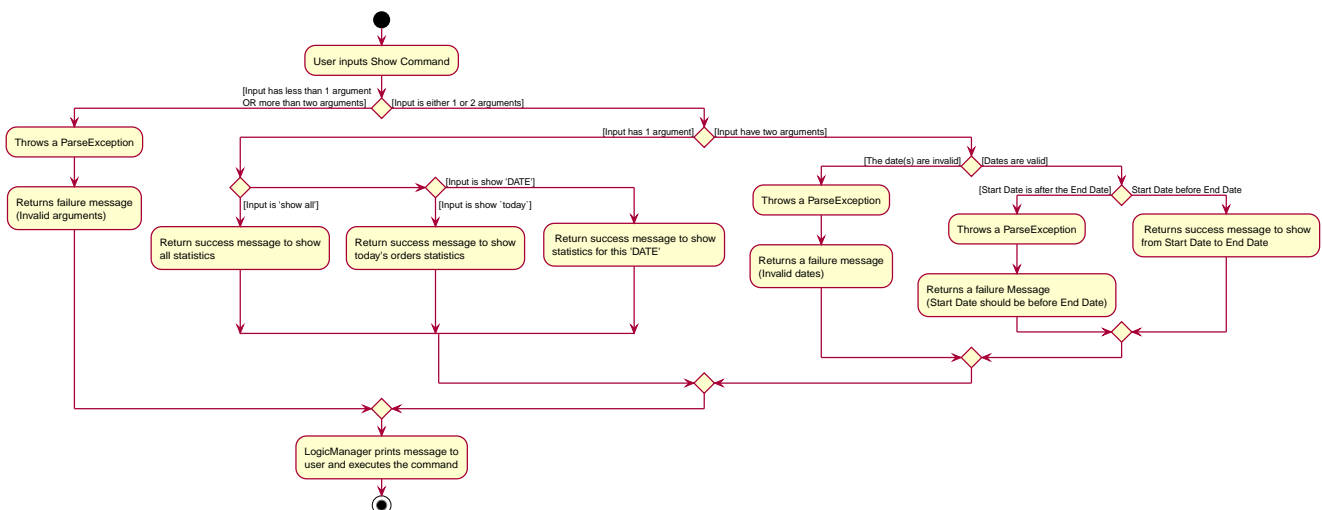 User inputs Show Command
[Input has less than 1 argument
OR more than two arguments]
[Input is either 1 or 2 arguments]
Throws a ParseException
Returns failure message
(Invalid arguments)
[Input has 1 argument]
[Input have two arguments]
[Input is 'show all']
[Input is show 'DATE']
[Input is show `today`]
Return success message to show
all statistics
Return success message to show
today's orders statistics
Return success message to show
statistics for this 'DATE'
[The date(s) are invalid]
[Dates are valid]
Throws a ParseException
Returns a failure message
(Invalid dates)
[Start Date is after the End Date]
Start Date before End Date
Throws a ParseException
Returns a failure Message
(Start Date should be before End Date)
Returns success message to show
from Start Date to End Date
LogicManager prints message to
user and executes the command